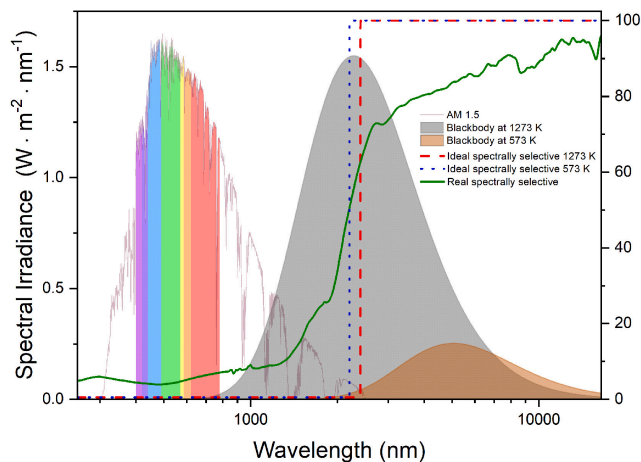 Spectral Irradiance (W · m⁻² · nm⁻¹)
1.5
1.0
0.5
0.0
100
80
60
40
20
0
AM 1.5
Blackbody at 1273 K
Blackbody at 573 K
Ideal spectrally selective 1273 K
Ideal spectrally selective 573 K
Real spectrally selective
1000
10000
Wavelength (nm)